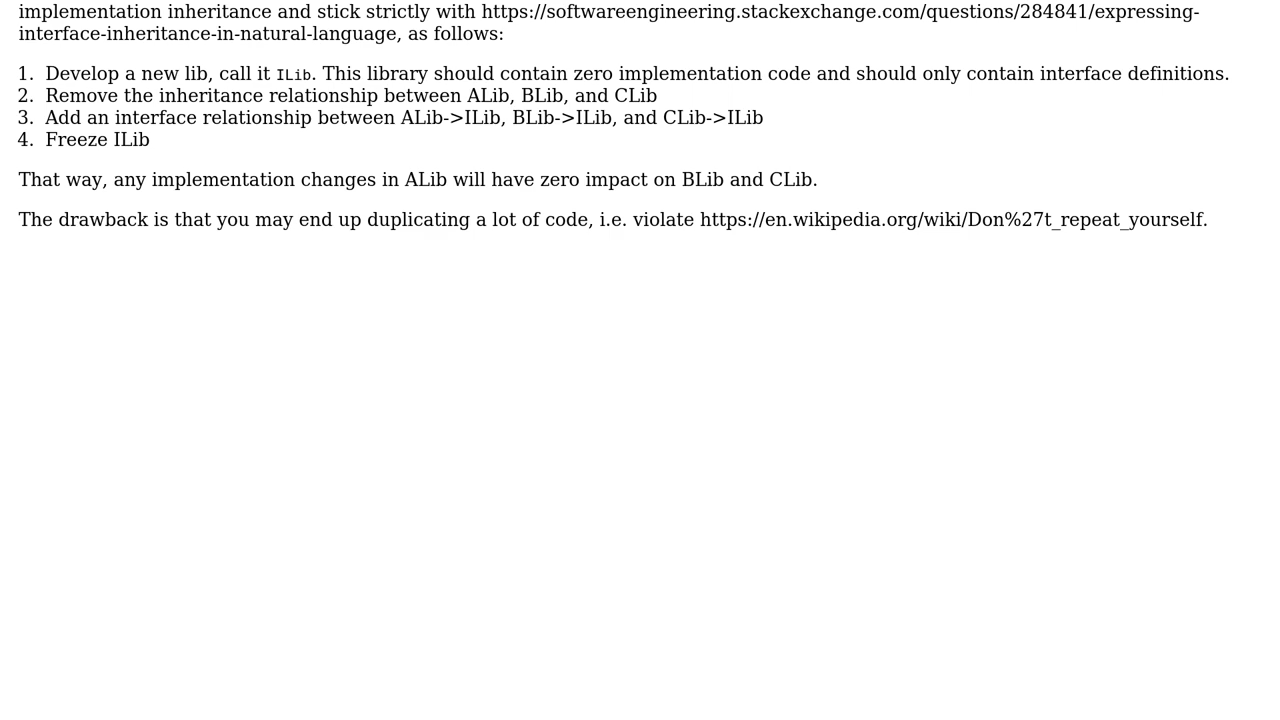 implementation inheritance and stick strictly with https://softwareengineering.stackexchange.com/questions/284841/expressing-
interface-inheritance-in-natural-language, as follows:
1. Develop a new lib, call it ILib. This library should contain zero implementation code and should only contain interface definitions.
2. Remove the inheritance relationship between ALib, BLib, and CLib
3. Add an interface relationship between ALib->ILib, BLib->ILib, and CLib->ILib
4. Freeze ILib
That way, any implementation changes in ALib will have zero impact on BLib and CLib.
The drawback is that you may end up duplicating a lot of code, i.e. violate https://en.wikipedia.org/wiki/Don%27t_repeat_yourself.